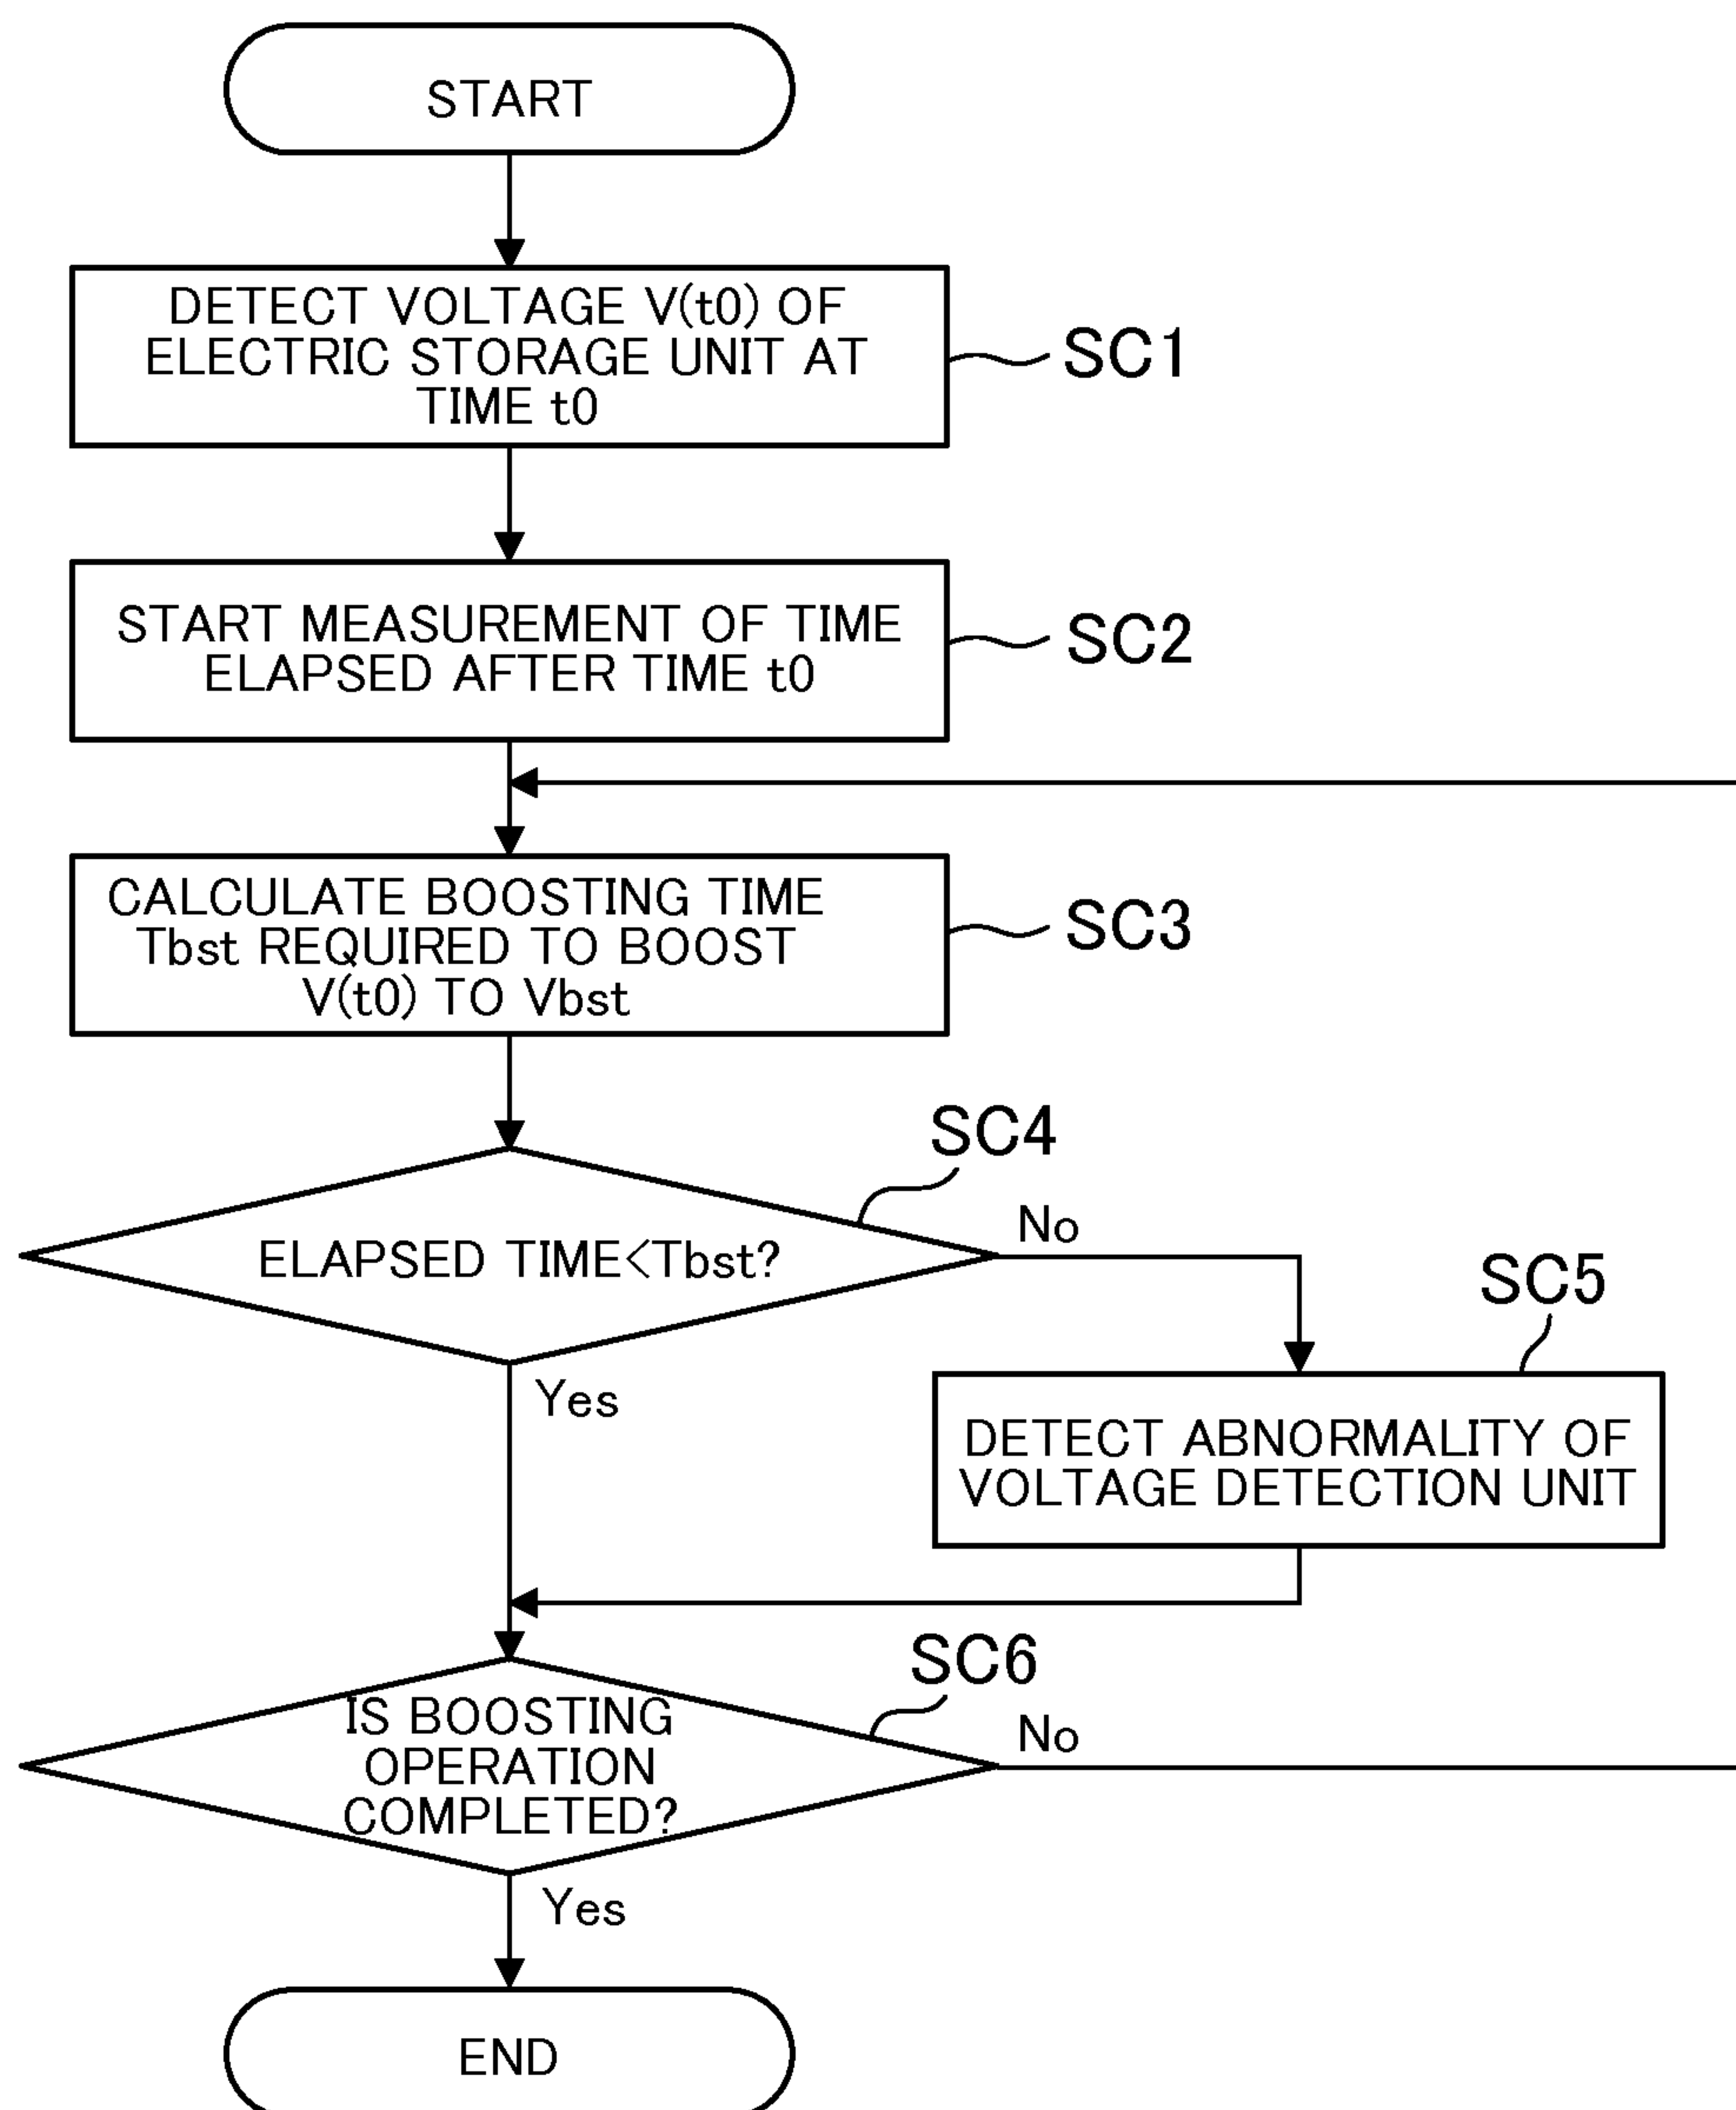 START
DETECT VOLTAGE V(t0) OF
ELECTRIC STORAGE UNIT AT
TIME t0
SC1
START MEASUREMENT OF TIME
ELAPSED AFTER TIME t0
SC2
CALCULATE BOOSTING TIME
Tbst REQUIRED TO BOOST
V(t0) TO Vbst
SC3
SC4
ELAPSED TIME<Tbst?
No
Yes
SC5
DETECT ABNORMALITY OF
VOLTAGE DETECTION UNIT
SC6
IS BOOSTING
OPERATION
COMPLETED?
No
Yes
END